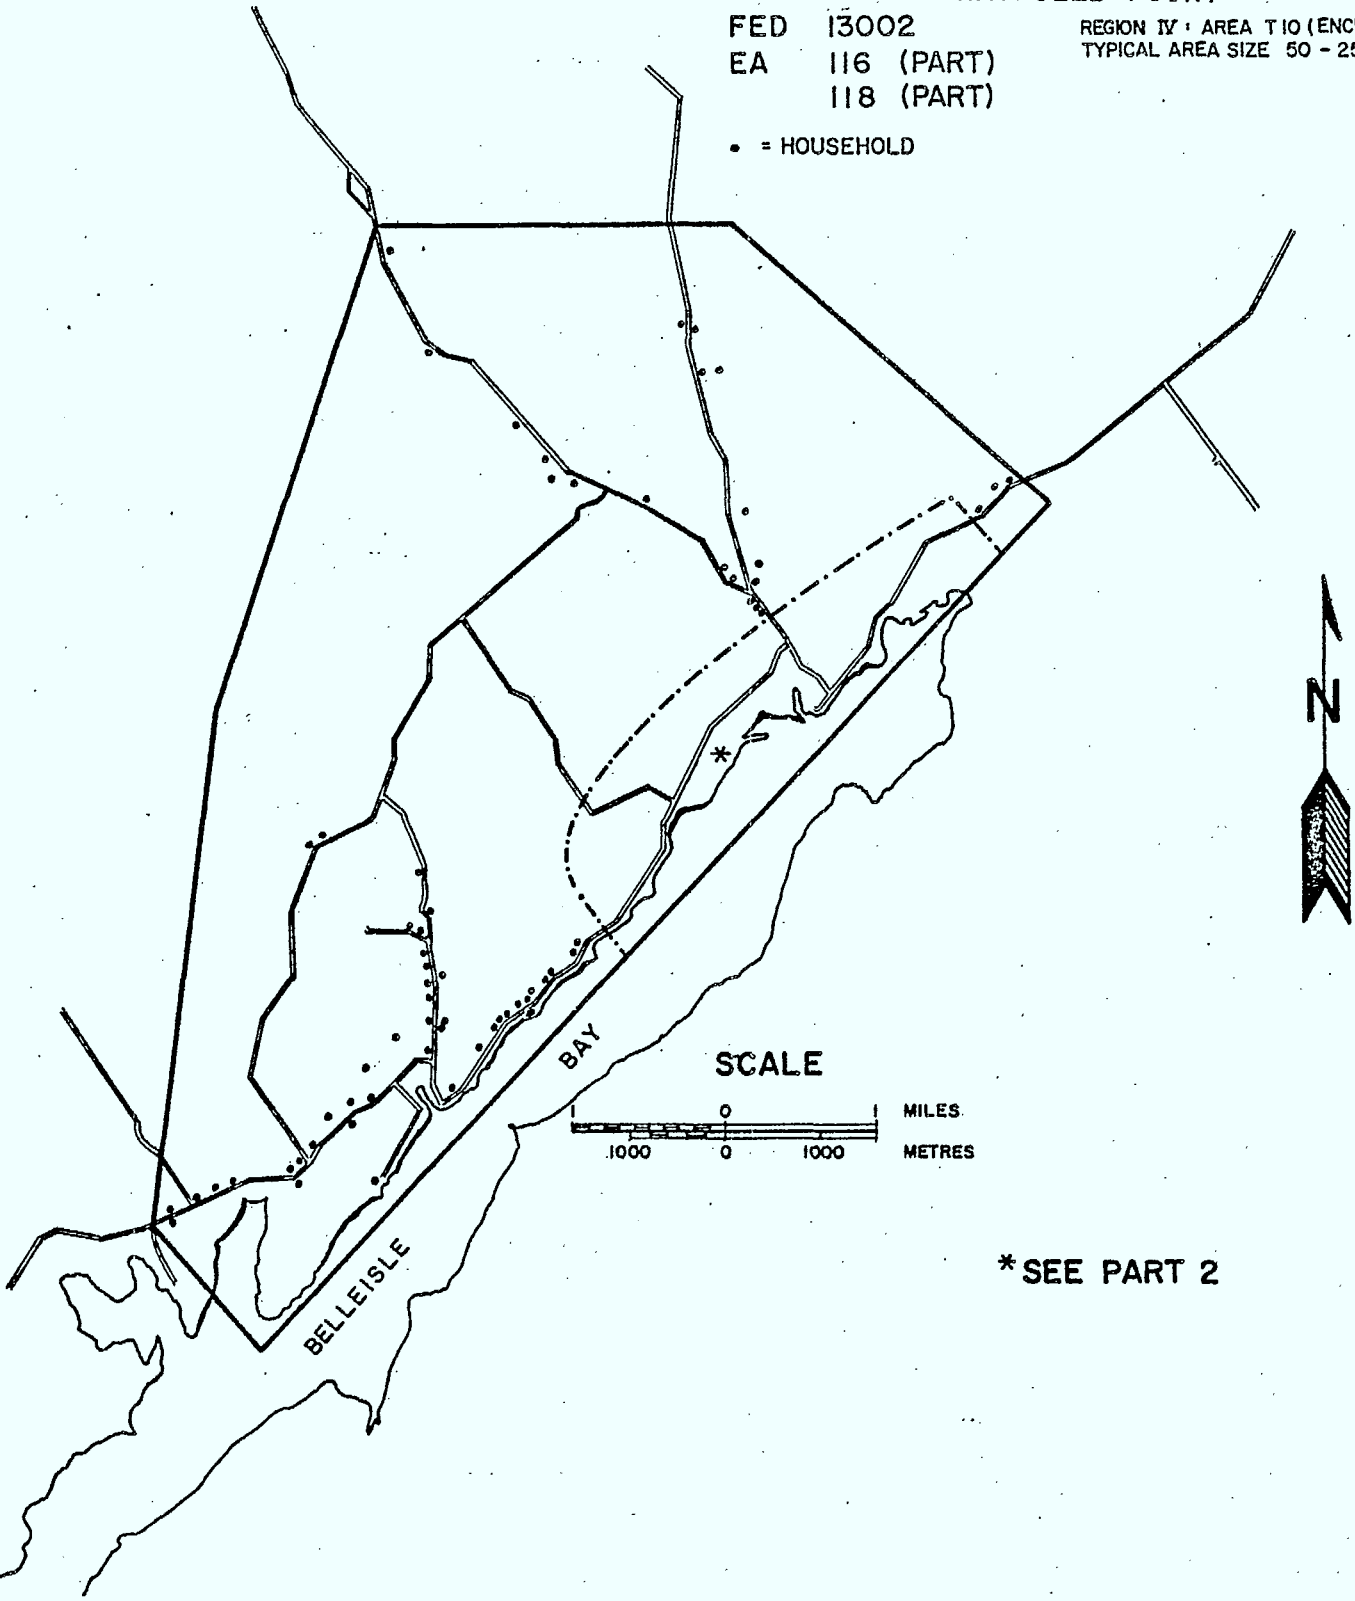 FED 13002
REGION IV : AREA T10 (ENC
EA 116 (PART)
TYPICAL AREA SIZE 50 - 25
118 (PART)
• = HOUSEHOLD
N
BAY
SCALE
1 0 1 MILES
1000 0 1000 METRES
BELLEISLE
* SEE PART 2